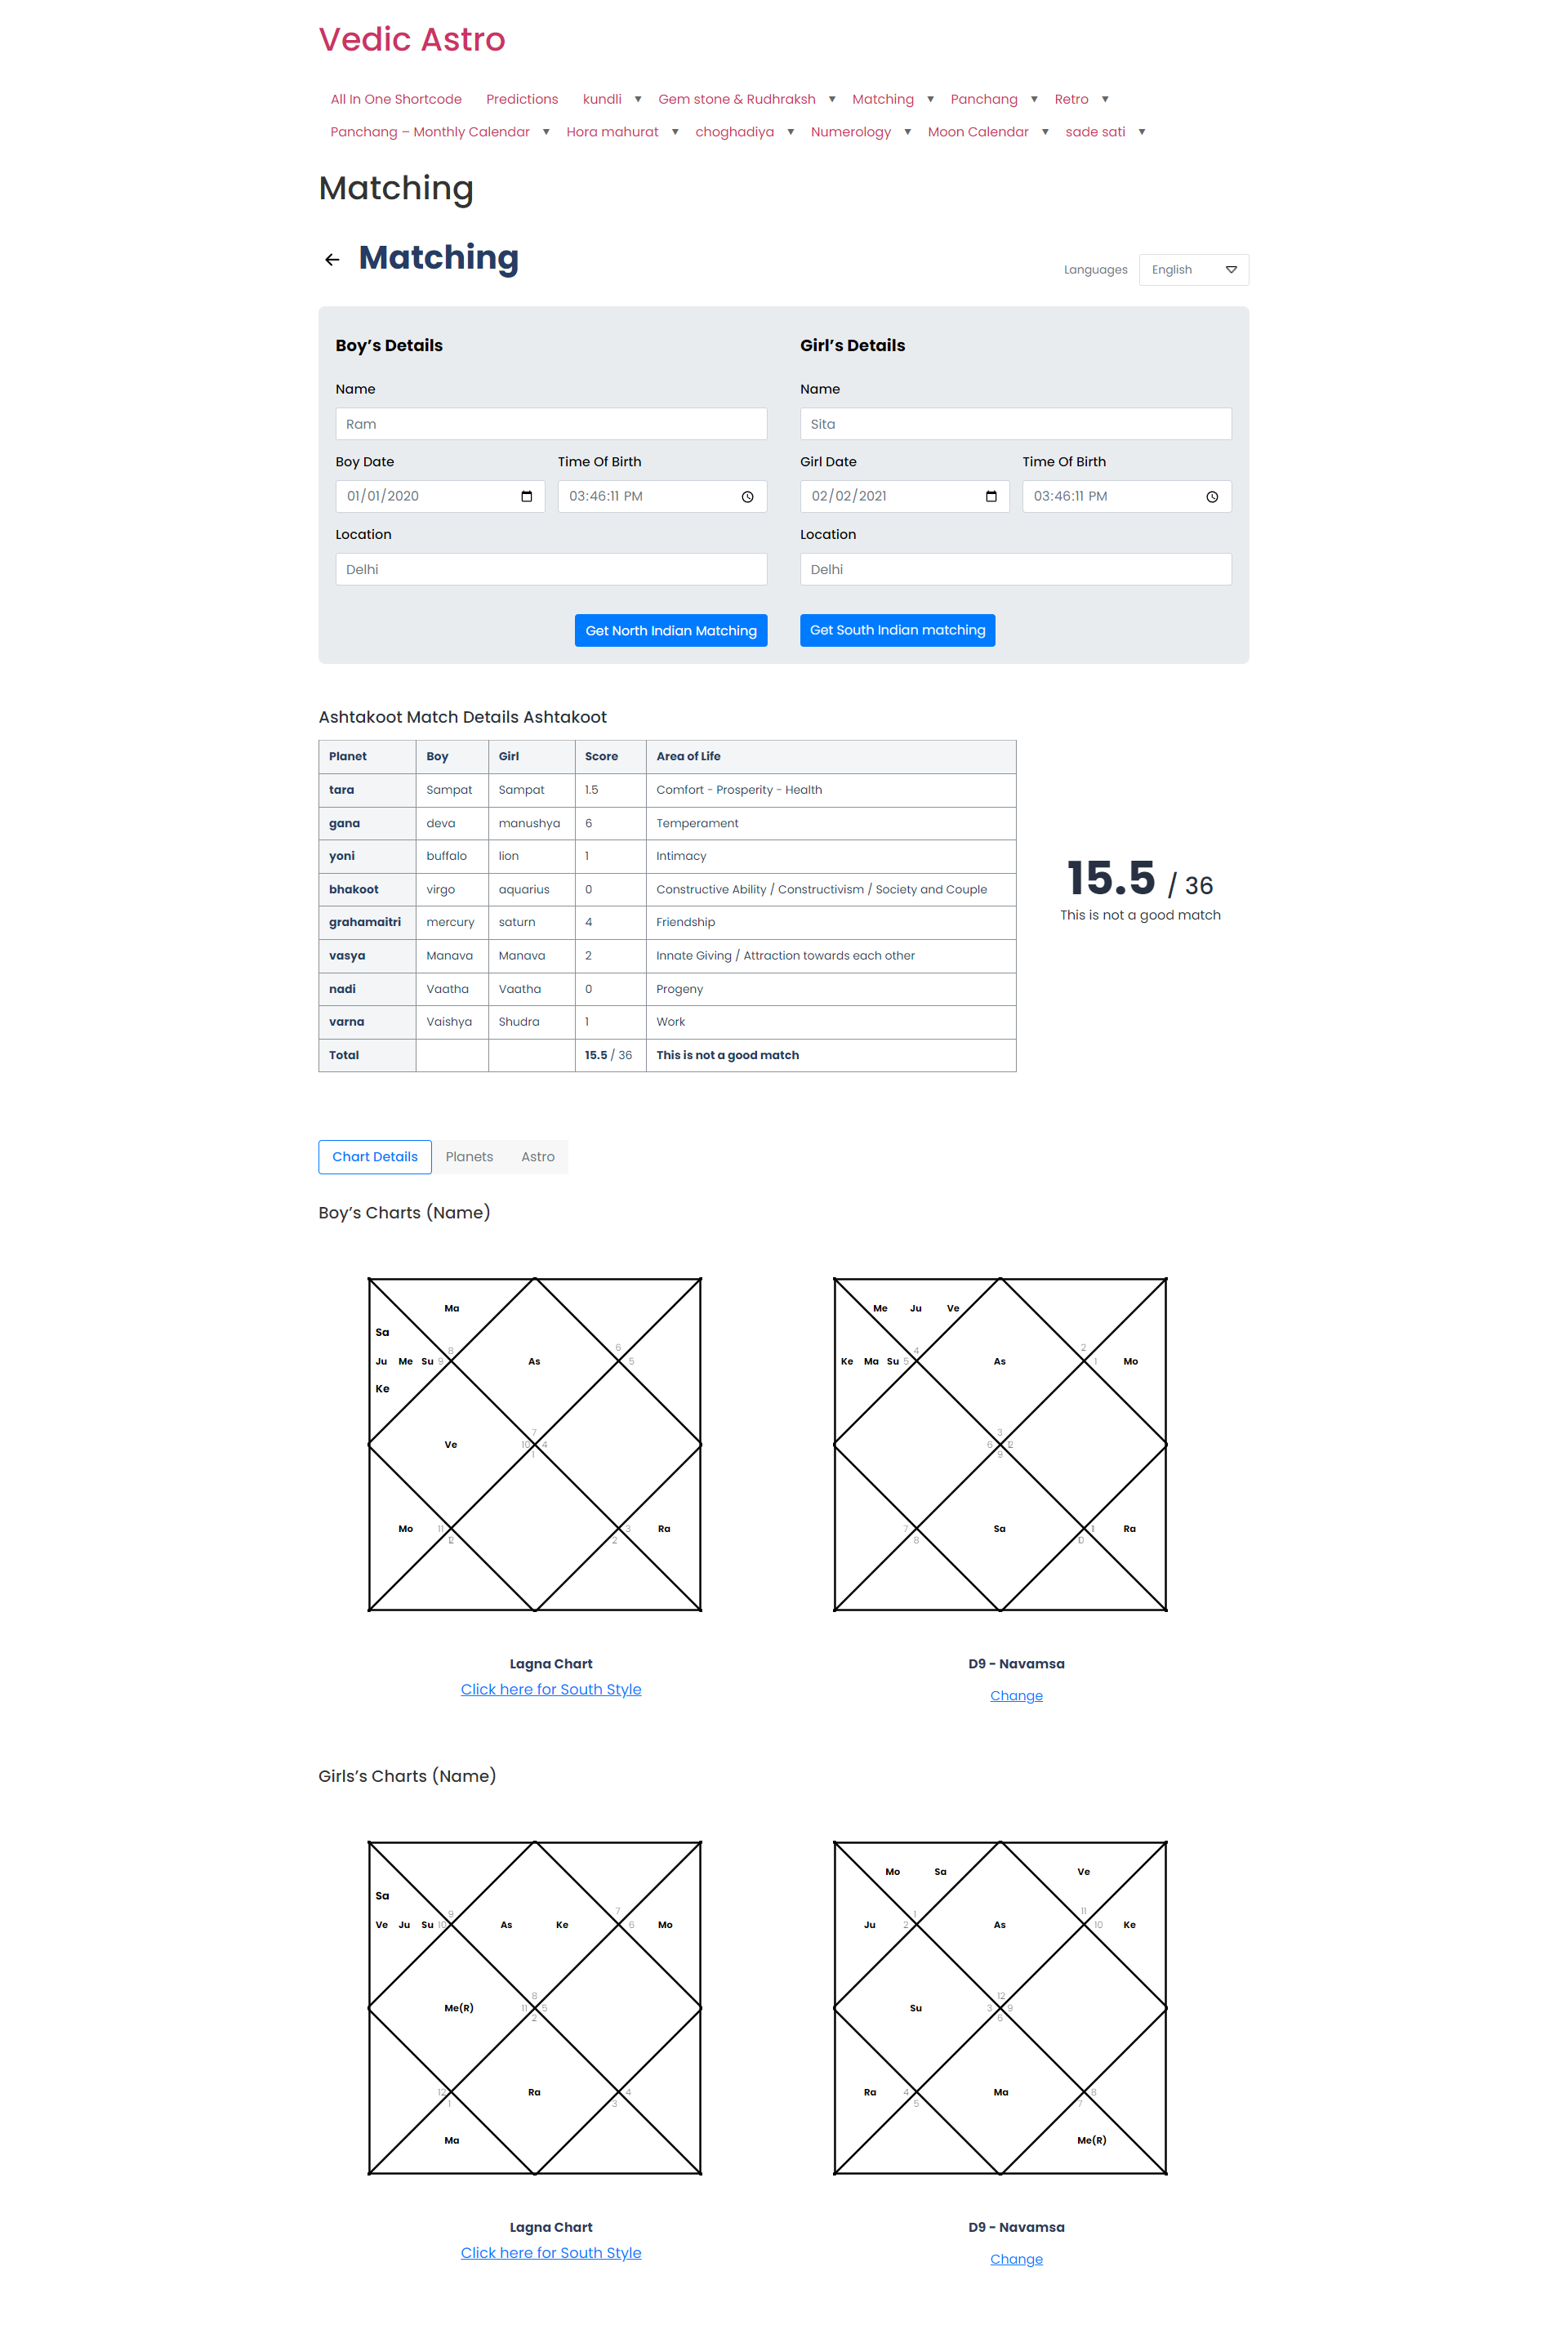 Vedic Astro
All In One Shortcode Predictions kundli ▼ Gem stone & Rudhraksh ▼ Matching ▼ Panchang ▼ Retro ▼
Panchang – Monthly Calendar ▼ Hora mahurat ▼ choghadiya ▼ Numerology ▼ Moon Calendar ▼ sade sati ▼
Matching
← Matching
Languages English
Boy’s Details
Name
Ram
Boy Date Time Of Birth
01/01/2020 03:46:11 PM
Location
Delhi
Get North Indian Matching
Girl’s Details
Name
Sita
Girl Date Time Of Birth
02/02/2021 03:46:11 PM
Location
Delhi
Get South Indian matching
Ashtakoot Match Details Ashtakoot
Planet Boy Girl Score Area of Life
tara Sampat Sampat 1.5 Comfort - Prosperity - Health
gana deva manushya 6 Temperament
yoni buffalo lion 1 Intimacy
bhakoot virgo aquarius 0 Constructive Ability / Constructivism / Society and Couple
grahamaitri mercury saturn 4 Friendship
vasya Manava Manava 2 Innate Giving / Attraction towards each other
nadi Vaatha Vaatha 0 Progeny
varna Vaishya Shudra 1 Work
Total 15.5 / 36 This is not a good match
15.5 / 36
This is not a good match
Chart Details Planets Astro
Boy’s Charts (Name)
Ma
Sa
8 6
Ju Me Su 9 As 5
Ke
7
Ve 10 4
1
Mo 11 3 Ra
12 2
Lagna Chart
Click here for South Style
Me Ju Ve
4 2
Ke Ma Su 5 As 1 Mo
3
6 12
9
7 Sa 11 Ra
8 10
D9 - Navamsa
Change
Girls’s Charts (Name)
Sa
9 7
Ve Ju Su 10 As Ke 6 Mo
8
Me(R) 11 5
2
12 Ra 4
1 3
Ma
Lagna Chart
Click here for South Style
Mo Sa Ve
1 11
Ju 2 As 10 Ke
12
Su 3 9
6
Ra 4 Ma 8
5 7
Me(R)
D9 - Navamsa
Change